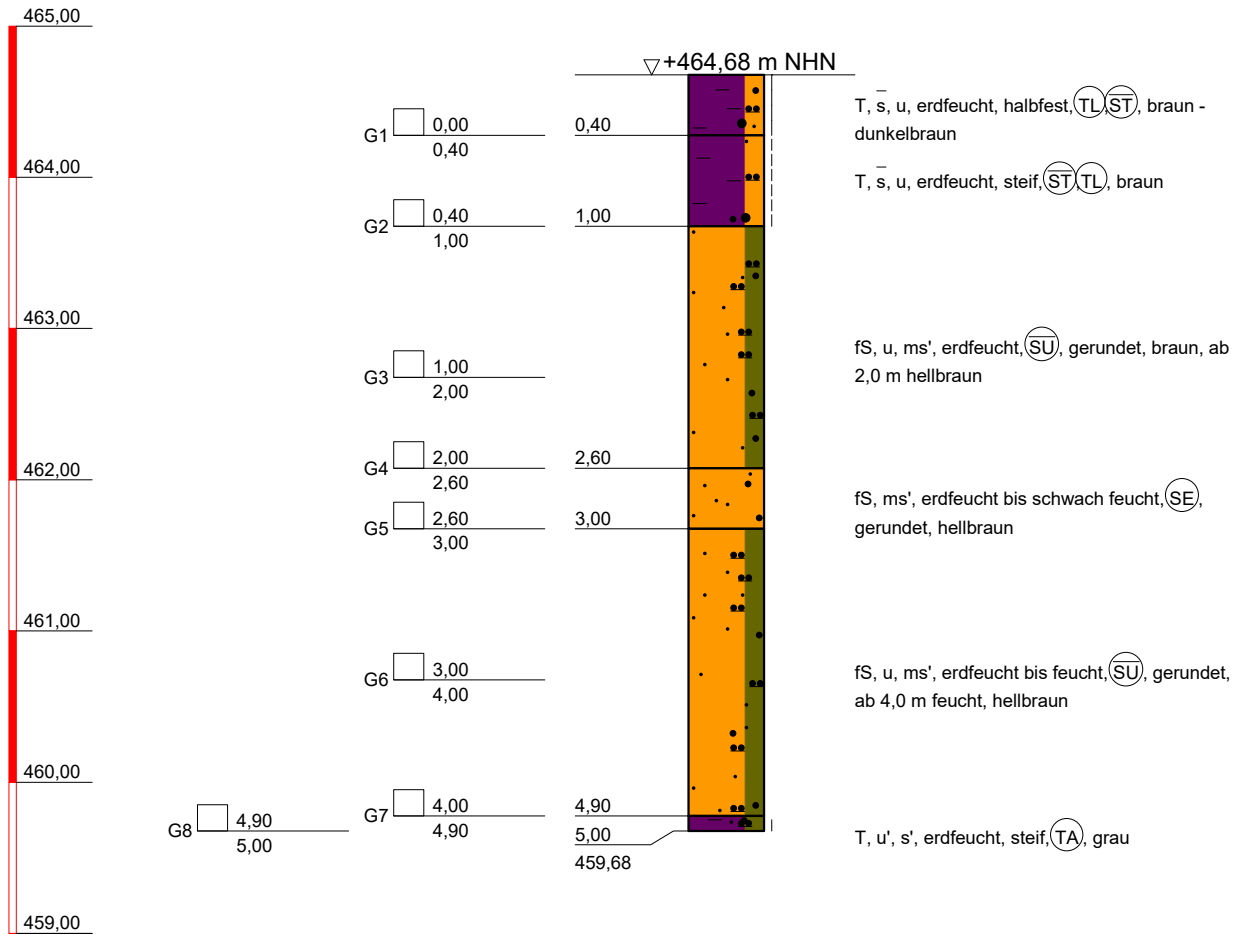 465,00
+464,68 m NHN
T, s̄, u, erdfeucht, halbfest, TL S̅T̅, braun -
dunkelbraun
G1 0,00 0,40
0,40
464,00
T, s̄, u, erdfeucht, steif, S̅T̅ TL, braun
G2 0,40 1,00
1,00
463,00
fS, u, ms', erdfeucht, S̅U̅, gerundet, braun, ab
2,0 m hellbraun
G3 1,00
2,00
462,00
G4 2,00 2,60
2,60
fS, ms', erdfeucht bis schwach feucht, SE,
gerundet, hellbraun
G5 2,60 3,00
3,00
461,00
G6 3,00
4,00
fS, u, ms', erdfeucht bis feucht, S̅U̅, gerundet,
ab 4,0 m feucht, hellbraun
460,00
G7 4,00 4,90
4,90
G8 4,90 5,00
5,00
459,68
T, u', s', erdfeucht, steif, TA, grau
459,00